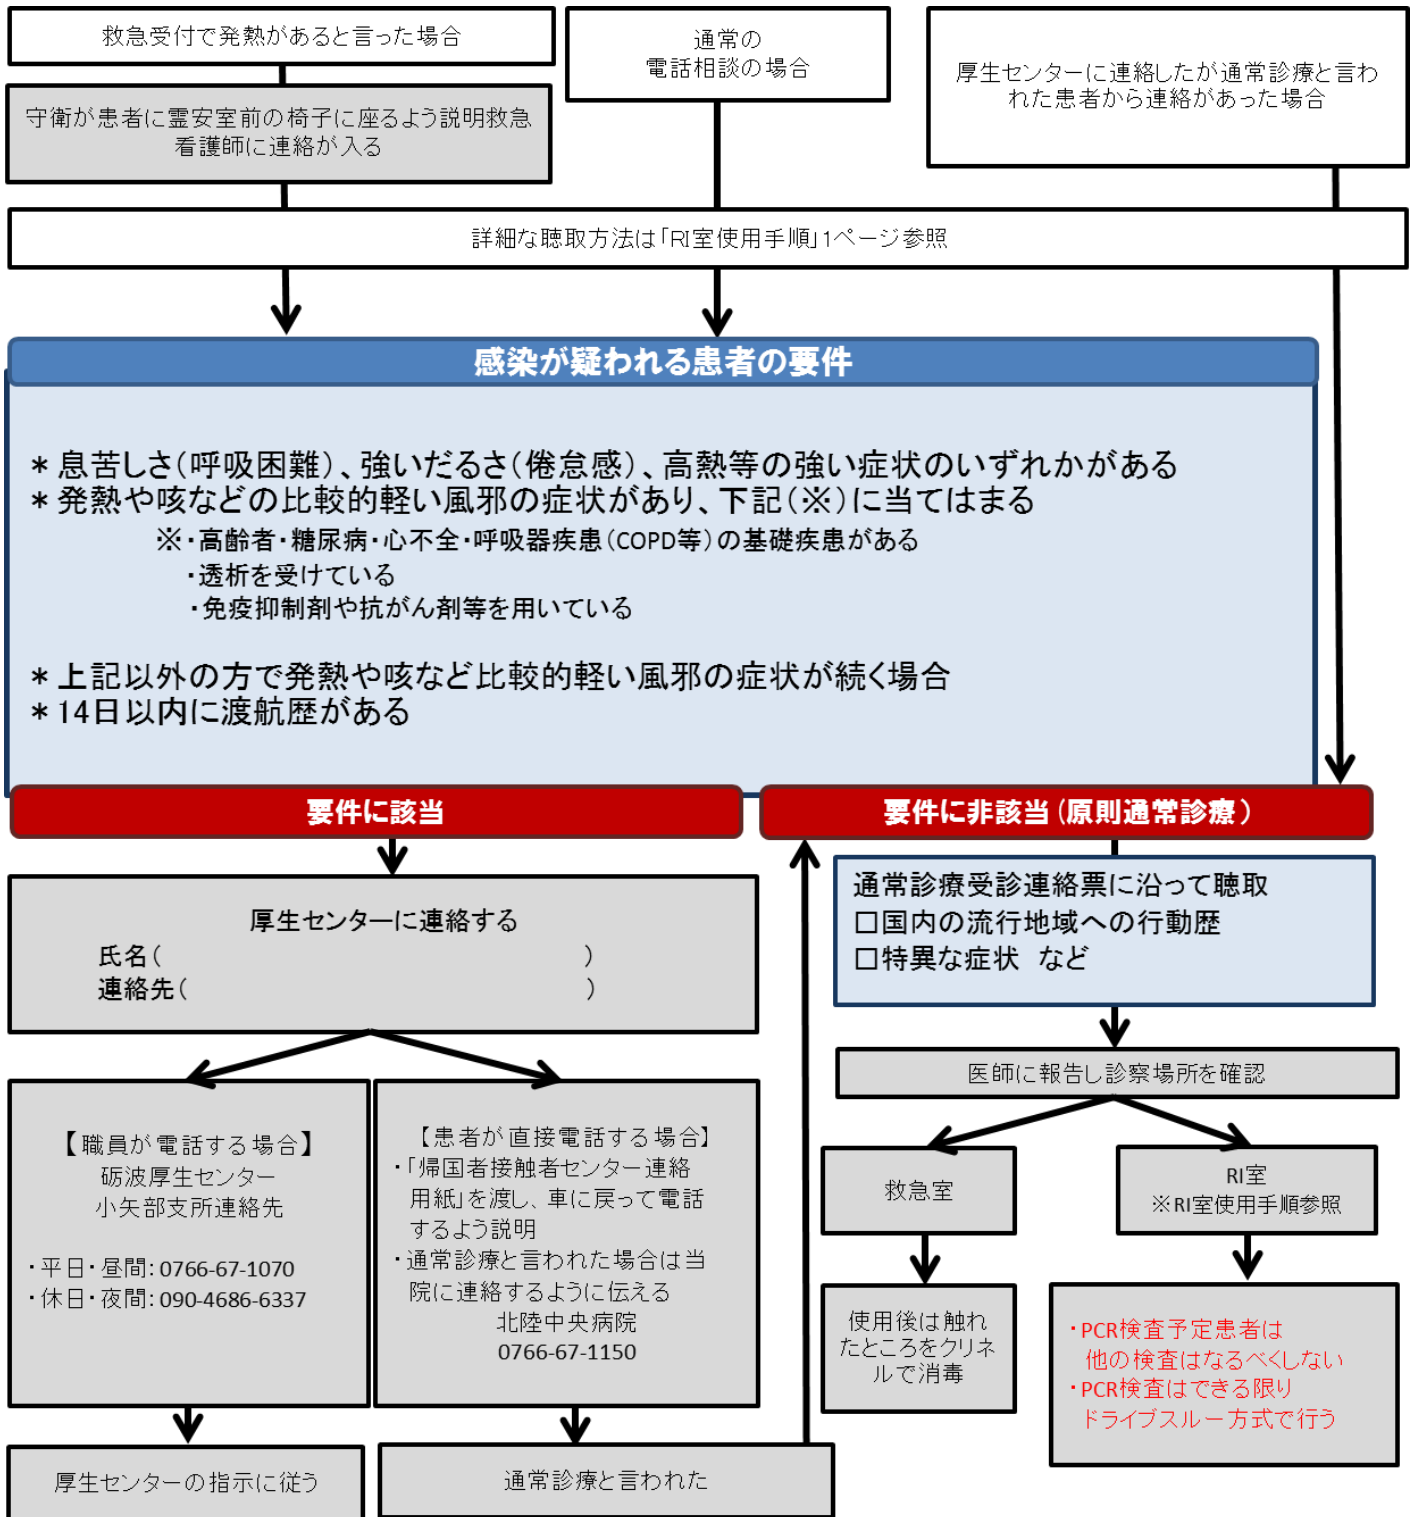 救急受付で発熱があると言った場合
通常の
電話相談の場合
厚生センターに連絡したが通常診療と言わ
れた患者から連絡があった場合
守衛が患者に霊安室前の椅子に座るよう説明救急
看護師に連絡が入る
詳細な聴取方法は「RI室使用手順」1ページ参照
感染が疑われる患者の要件
＊息苦しさ（呼吸困難）、強いだるさ（倦怠感）、高熱等の強い症状のいずれかがある
＊発熱や咳などの比較的軽い風邪の症状があり、下記（※）に当てはまる
※・高齢者・糖尿病・心不全・呼吸器疾患（COPD等）の基礎疾患がある
・透析を受けている
・免疫抑制剤や抗がん剤等を用いている
＊上記以外の方で発熱や咳など比較的軽い風邪の症状が続く場合
＊14日以内に渡航歴がある
要件に該当
要件に非該当（原則通常診療）
厚生センターに連絡する
氏名（　　　　　　　　　　）
連絡先（　　　　　　　　　　）
通常診療受診連絡票に沿って聴取
□国内の流行地域への行動歴
□特異な症状 など
医師に報告し診察場所を確認
【職員が電話する場合】
砺波厚生センター
小矢部支所連絡先
・平日・昼間：0766-67-1070
・休日・夜間：090-4686-6337
【患者が直接電話する場合】
・「帰国者接触者センター連絡
用紙」を渡し、車に戻って電話
するよう説明
・通常診療と言われた場合は当
院に連絡するように伝える
北陸中央病院
0766-67-1150
救急室
RI室
※RI室使用手順参照
使用後は触れ
たところをクリネ
ルで消毒
・PCR検査予定患者は
他の検査はなるべくしない
・PCR検査はできる限り
ドライブスルー方式で行う
厚生センターの指示に従う
通常診療と言われた